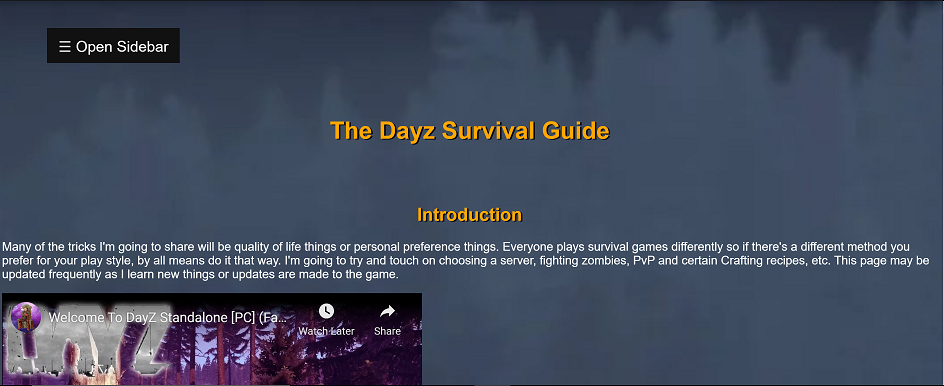 ☰ Open Sidebar
The Dayz Survival Guide
Introduction
Many of the tricks I'm going to share will be quality of life things or personal preference things. Everyone plays survival games differently so if there's a different method you
prefer for your play style, by all means do it that way. I'm going to try and touch on choosing a server, fighting zombies, PvP and certain Crafting recipes, etc. This page may be
updated frequently as I learn new things or updates are made to the game.
Welcome To DayZ Standalone [PC] (Fa...
Watch Later
Share